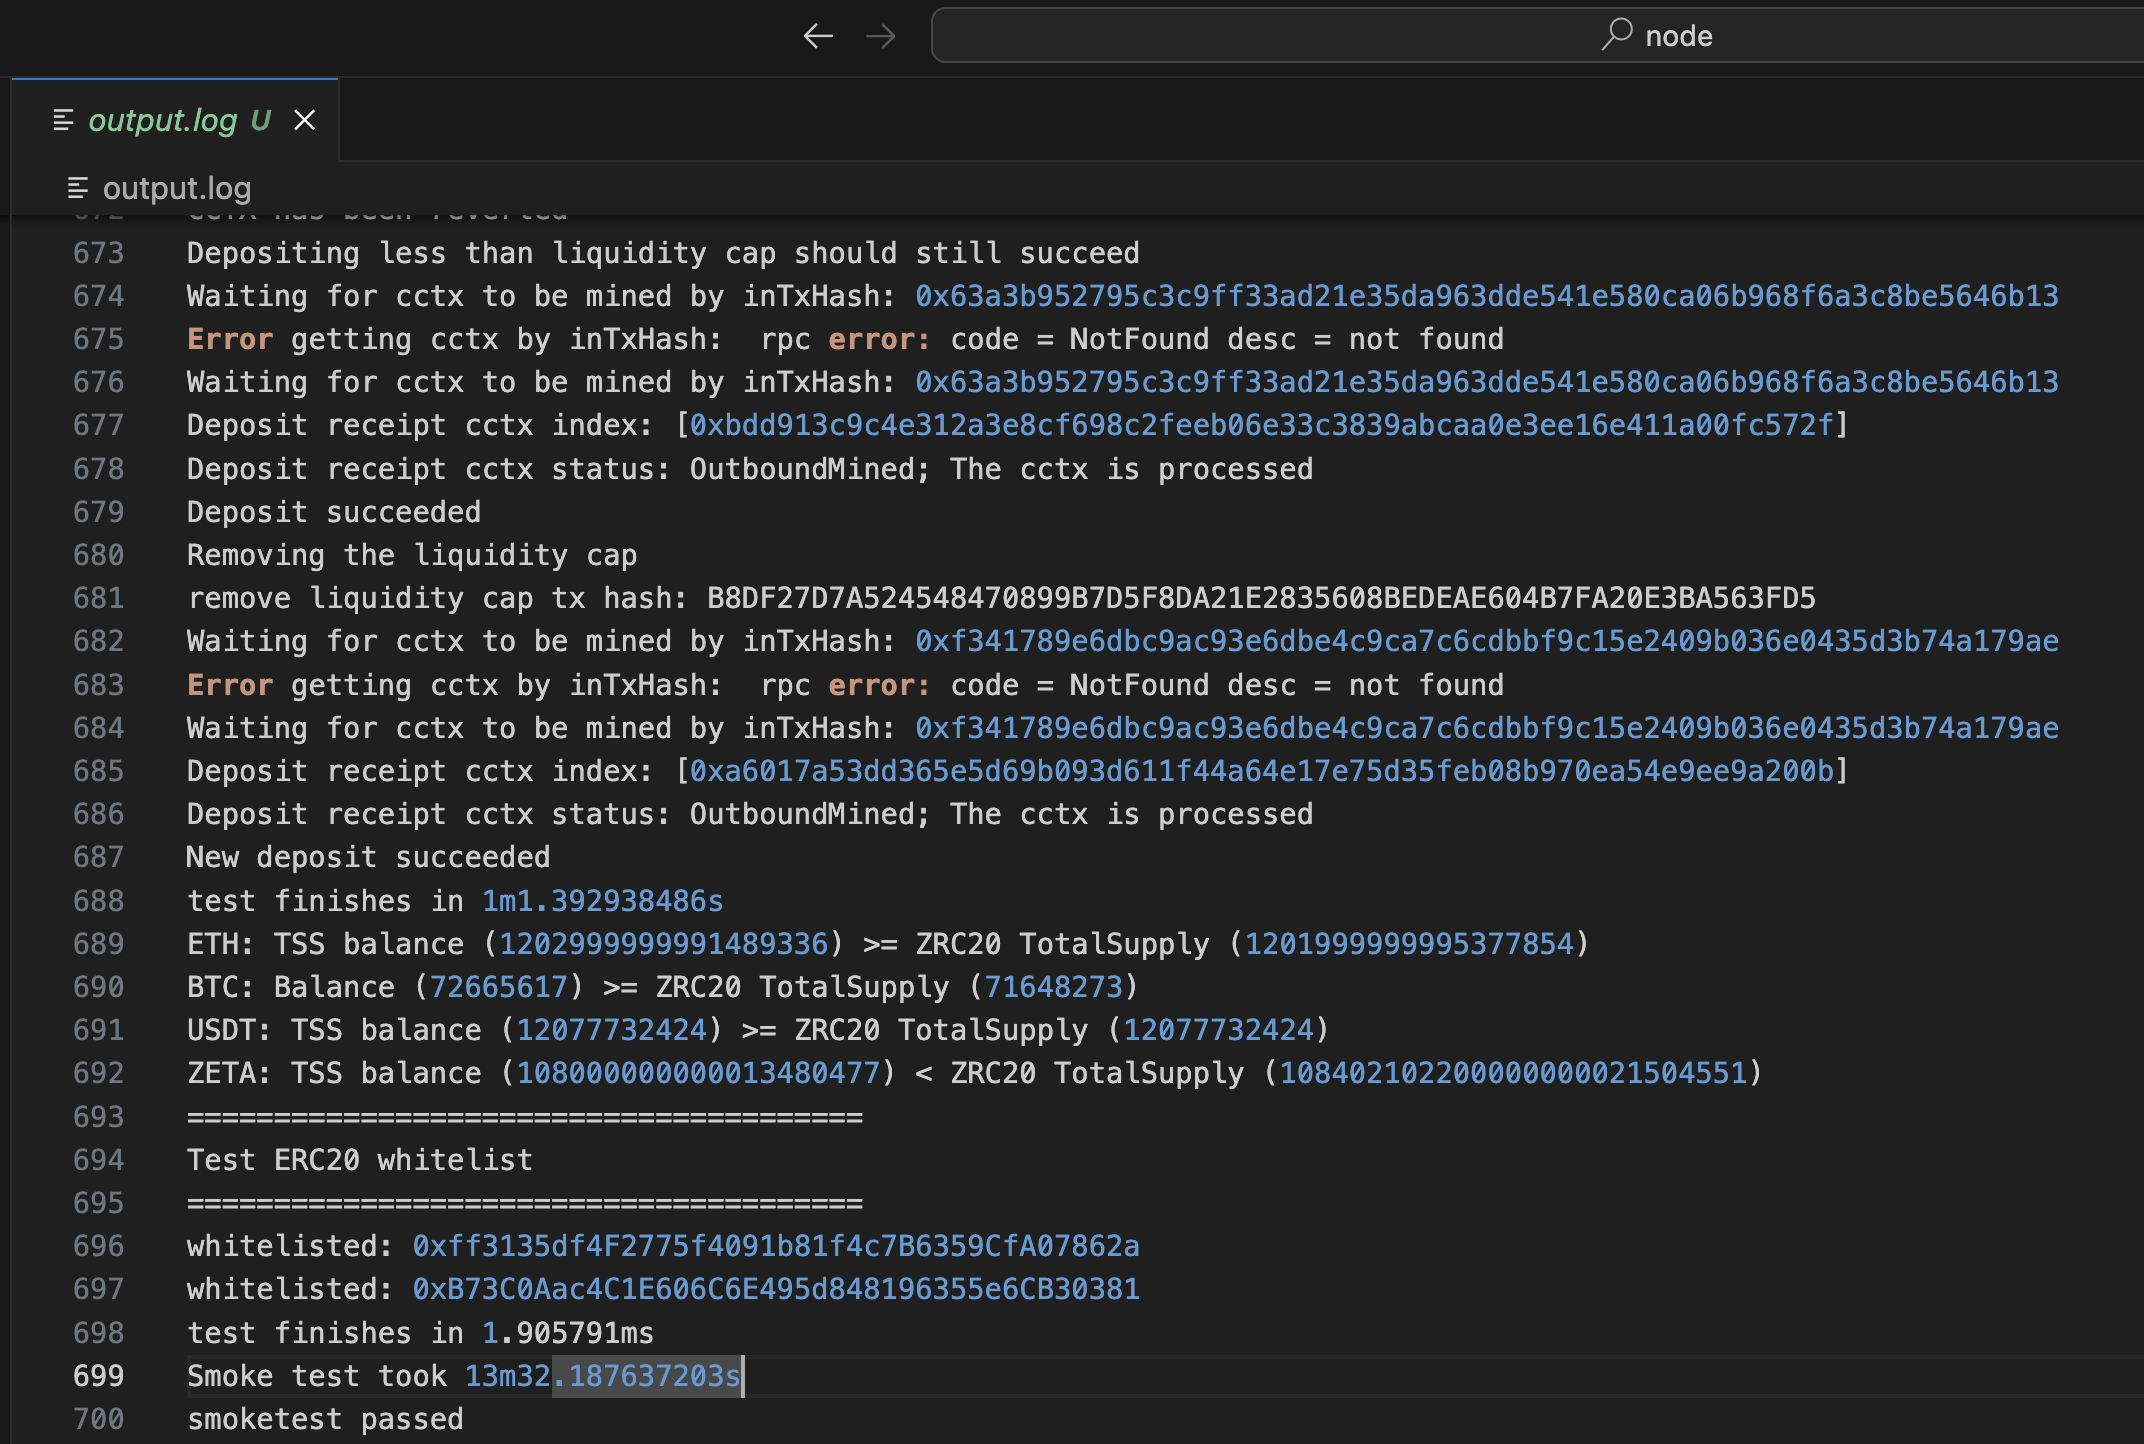 node
output.log U
output.log
672 cctx has been reverted
673 Depositing less than liquidity cap should still succeed
674 Waiting for cctx to be mined by inTxHash: 0x63a3b952795c3c9ff33ad21e35da963dde541e580ca06b968f6a3c8be5646b13
675 Error getting cctx by inTxHash:  rpc error: code = NotFound desc = not found
676 Waiting for cctx to be mined by inTxHash: 0x63a3b952795c3c9ff33ad21e35da963dde541e580ca06b968f6a3c8be5646b13
677 Deposit receipt cctx index: [0xbdd913c9c4e312a3e8cf698c2feeb06e33c3839abcaa0e3ee16e411a00fc572f]
678 Deposit receipt cctx status: OutboundMined; The cctx is processed
679 Deposit succeeded
680 Removing the liquidity cap
681 remove liquidity cap tx hash: B8DF27D7A524548470899B7D5F8DA21E2835608BEDEAE604B7FA20E3BA563FD5
682 Waiting for cctx to be mined by inTxHash: 0xf341789e6dbc9ac93e6dbe4c9ca7c6cdbbf9c15e2409b036e0435d3b74a179ae
683 Error getting cctx by inTxHash:  rpc error: code = NotFound desc = not found
684 Waiting for cctx to be mined by inTxHash: 0xf341789e6dbc9ac93e6dbe4c9ca7c6cdbbf9c15e2409b036e0435d3b74a179ae
685 Deposit receipt cctx index: [0xa6017a53dd365e5d69b093d611f44a64e17e75d35feb08b970ea54e9ee9a200b]
686 Deposit receipt cctx status: OutboundMined; The cctx is processed
687 New deposit succeeded
688 test finishes in 1m1.392938486s
689 ETH: TSS balance (1202999999991489336) >= ZRC20 TotalSupply (1201999999995377854)
690 BTC: Balance (72665617) >= ZRC20 TotalSupply (71648273)
691 USDT: TSS balance (12077732424) >= ZRC20 TotalSupply (12077732424)
692 ZETA: TSS balance (108000000000013480477) < ZRC20 TotalSupply (108402102200000000021504551)
693 =======================================
694 Test ERC20 whitelist
695 =======================================
696 whitelisted: 0xff3135df4F2775f4091b81f4c7B6359CfA07862a
697 whitelisted: 0xB73C0Aac4C1E606C6E495d848196355e6CB30381
698 test finishes in 1.905791ms
699 Smoke test took 13m32.187637203s
700 smoketest passed